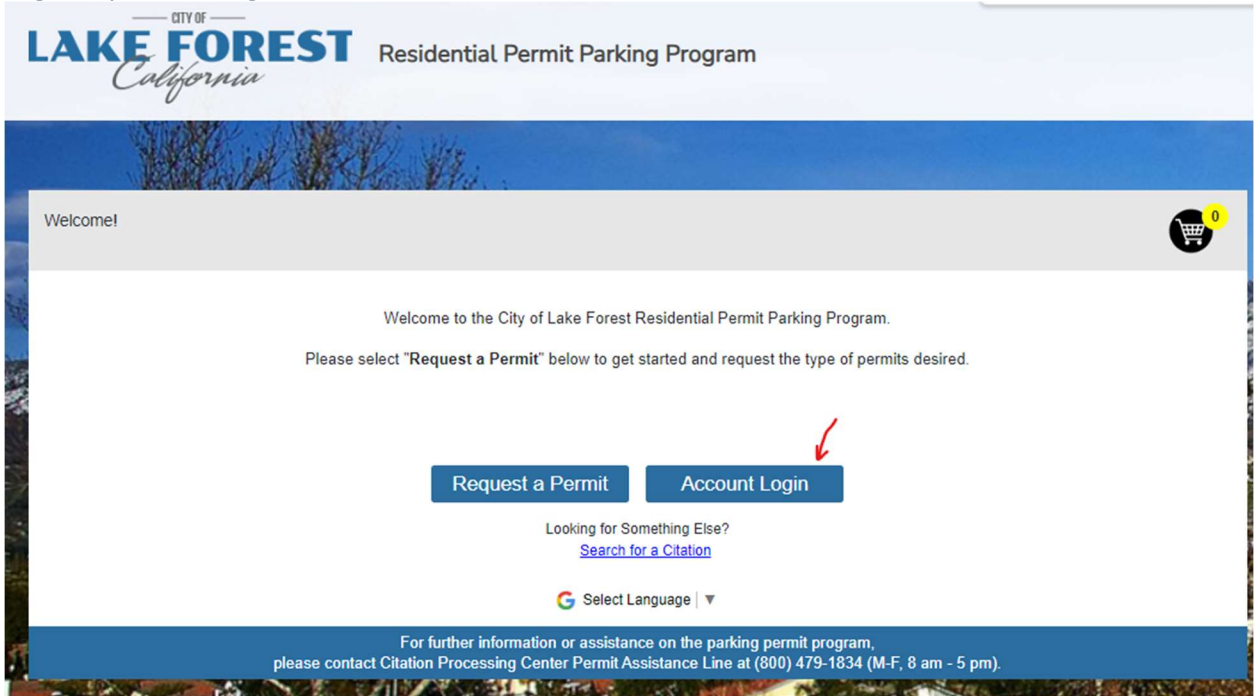 CITY OF
LAKE FOREST
California
Residential Permit Parking Program
Welcome!
0
Welcome to the City of Lake Forest Residential Permit Parking Program.
Please select "Request a Permit" below to get started and request the type of permits desired.
Request a Permit
Account Login
Looking for Something Else?
Search for a Citation
G Select Language ▼
For further information or assistance on the parking permit program,
please contact Citation Processing Center Permit Assistance Line at (800) 479-1834 (M-F, 8 am - 5 pm).